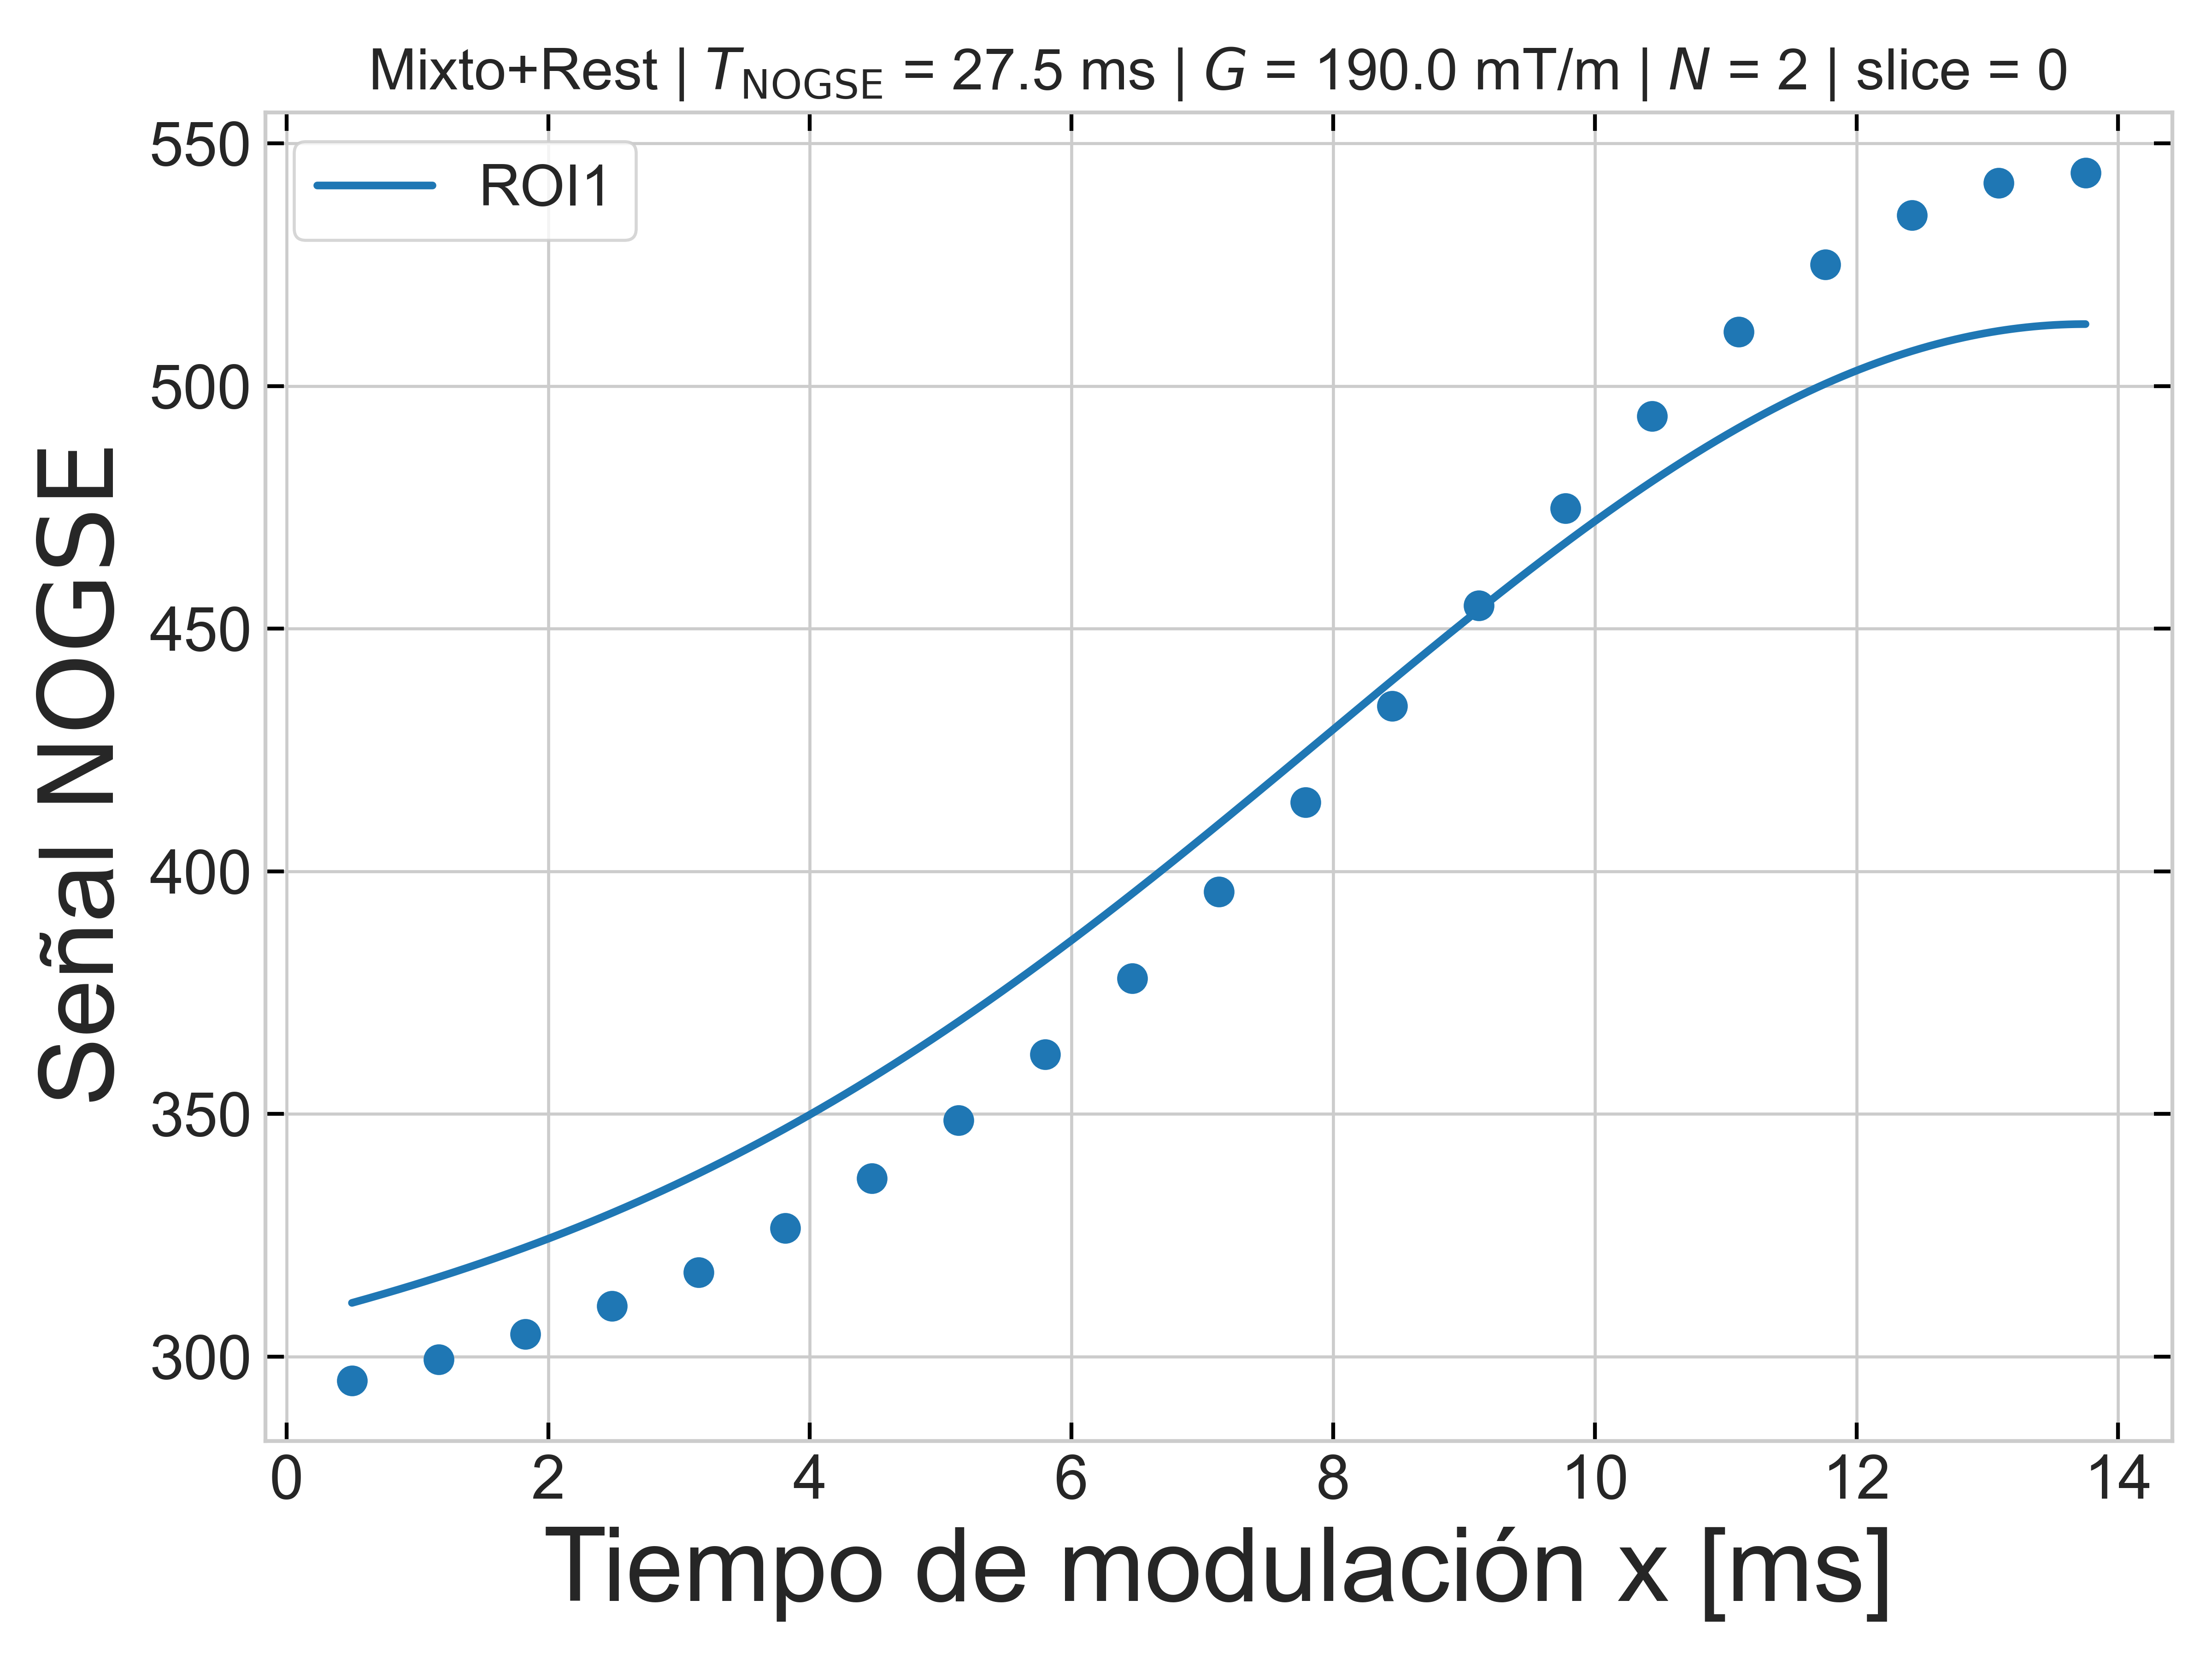 Mixto+Rest | T_NOGSE = 27.5 ms | G = 190.0 mT/m | N = 2 | slice = 0
ROI1
Señal NOGSE
550
500
450
400
350
300
0 2 4 6 8 10 12 14
Tiempo de modulación x [ms]